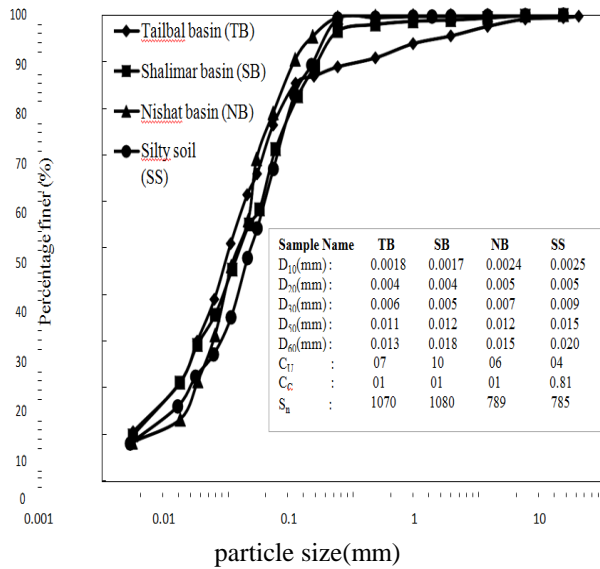 100
90
80
70
60
50
40
30
20
10
0
Percentage finer (%)
Tailbal basin (TB)
Shalimar basin (SB)
Nishat basin (NB)
Silty soil
(SS)
Sample Name TB SB NB SS
D10(mm) : 0.0018 0.0017 0.0024 0.0025
D20(mm) : 0.004 0.004 0.005 0.005
D30(mm) : 0.006 0.005 0.007 0.009
D50(mm) : 0.011 0.012 0.012 0.015
D60(mm) : 0.013 0.018 0.015 0.020
CU : 07 10 06 04
CC : 01 01 01 0.81
Sn : 1070 1080 789 785
0.001 0.01 0.1 1 10
particle size(mm)